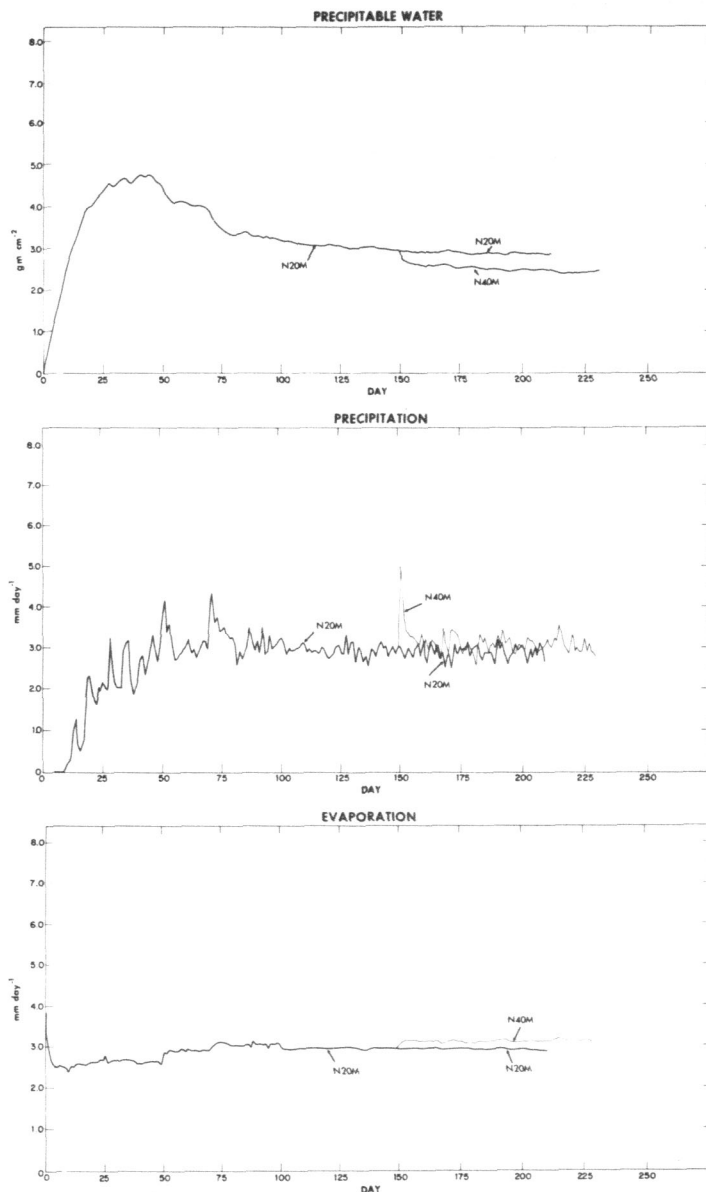 PRECIPITABLE WATER
8.0
7.0
6.0
5.0
4.0
3.0
2.0
1.0
0
gm cm⁻²
N20M
N20M
N40M
0 25 50 75 100 125 150 175 200 225 250
DAY
PRECIPITATION
8.0
7.0
6.0
5.0
4.0
3.0
2.0
1.0
0
mm day⁻¹
N40M
N20M
N20M
25 50 75 100 125 150 175 200 225 250
DAY
EVAPORATION
8.0
7.0
6.0
5.0
4.0
3.0
2.0
1.0
0
mm day⁻¹
N40M
N20M
N20M
25 50 75 100 125 150 175 200 225 250
DAY